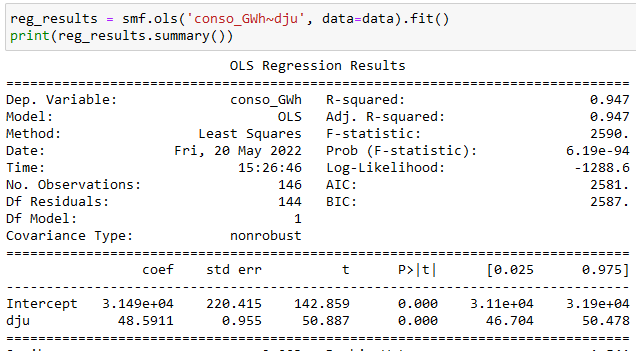 reg_results = smf.ols('conso_GWh~dju', data=data).fit()
print(reg_results.summary())
OLS Regression Results
==============================================================================
Dep. Variable: conso_GWh R-squared: 0.947
Model: OLS Adj. R-squared: 0.947
Method: Least Squares F-statistic: 2590.
Date: Fri, 20 May 2022 Prob (F-statistic): 6.19e-94
Time: 15:26:46 Log-Likelihood: -1288.6
No. Observations: 146 AIC: 2581.
Df Residuals: 144 BIC: 2587.
Df Model: 1
Covariance Type: nonrobust
==============================================================================
coef std err t P>|t| [0.025 0.975]
------------------------------------------------------------------------------
Intercept 3.149e+04 220.415 142.859 0.000 3.11e+04 3.19e+04
dju 48.5911 0.955 50.887 0.000 46.704 50.478
==============================================================================